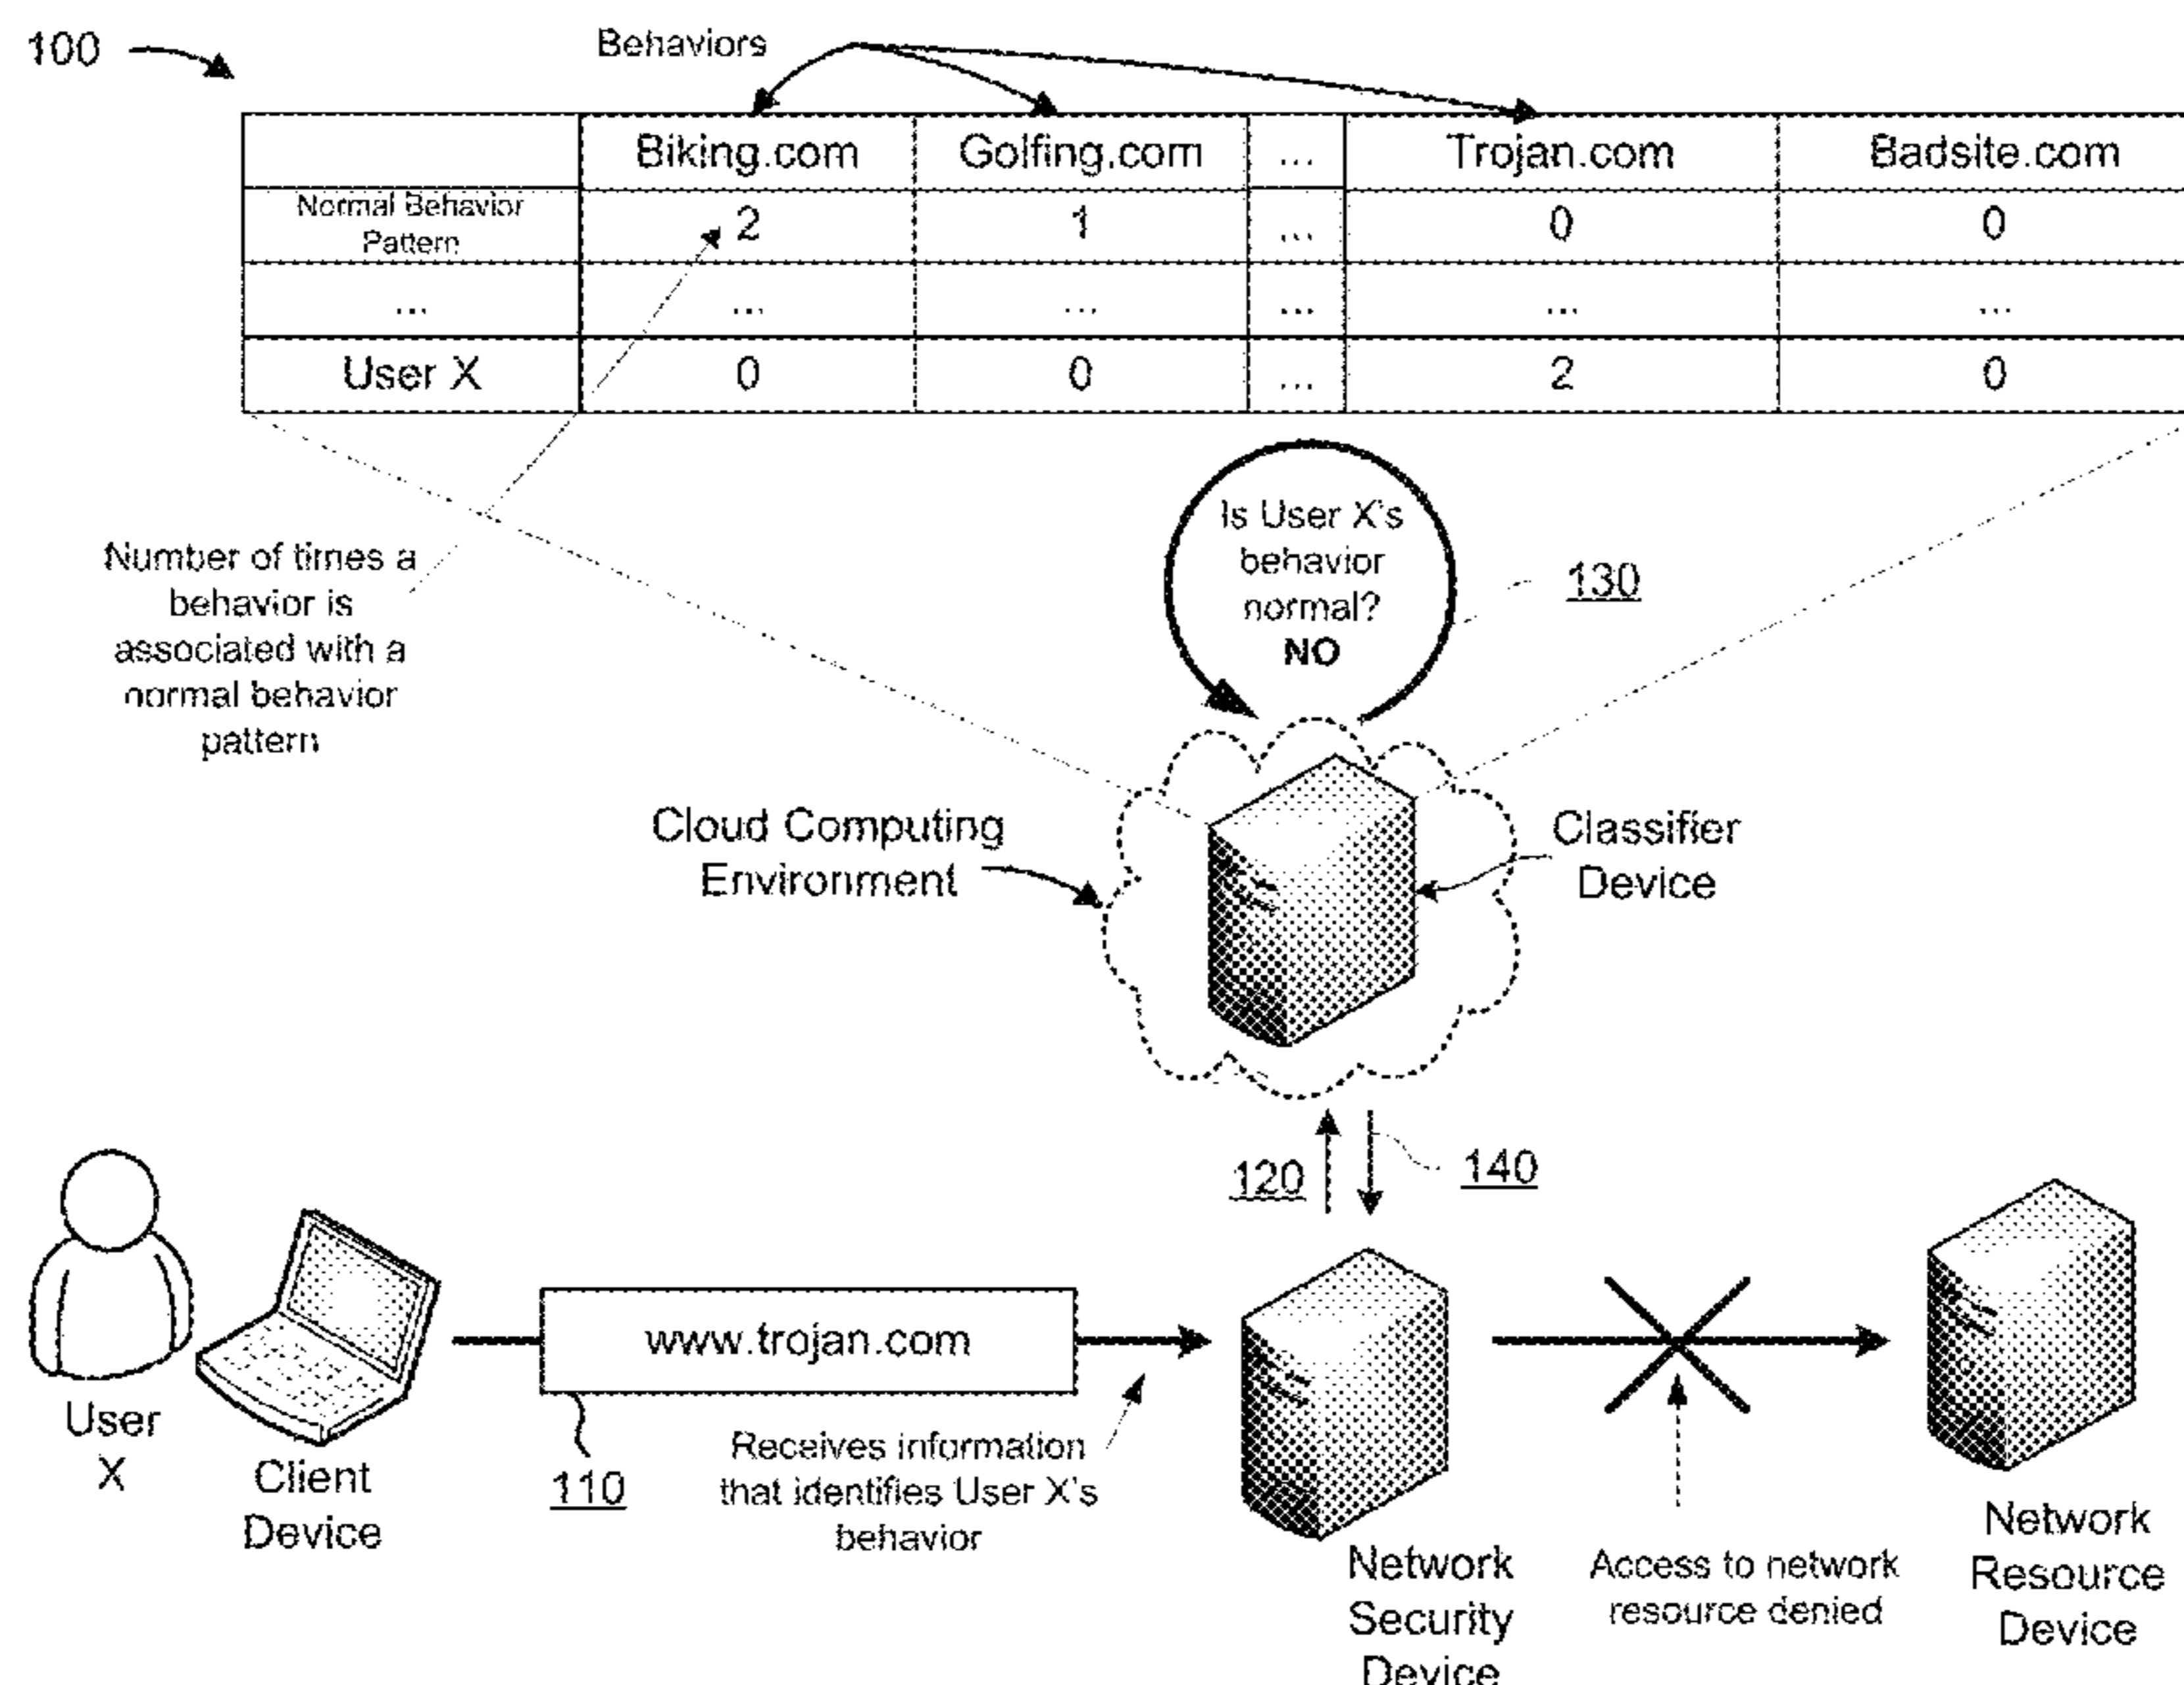 100
Behaviors
Biking.com Golfing.com ... Trojan.com Badsite.com
Normal Behavior
Pattern
2 1 ... 0 0
... ... ... ... ... ...
User X 0 0 ... 2 0
Is User X's
behavior
normal?
NO
130
Number of times a
behavior is
associated with a
normal behavior
pattern
Cloud Computing
Environment
Classifier
Device
120
140
www.trojan.com
User
X
Client
Device
110
Receives information
that identifies User X's
behavior
Network
Security
Device
Access to network
resource denied
Network
Resource
Device